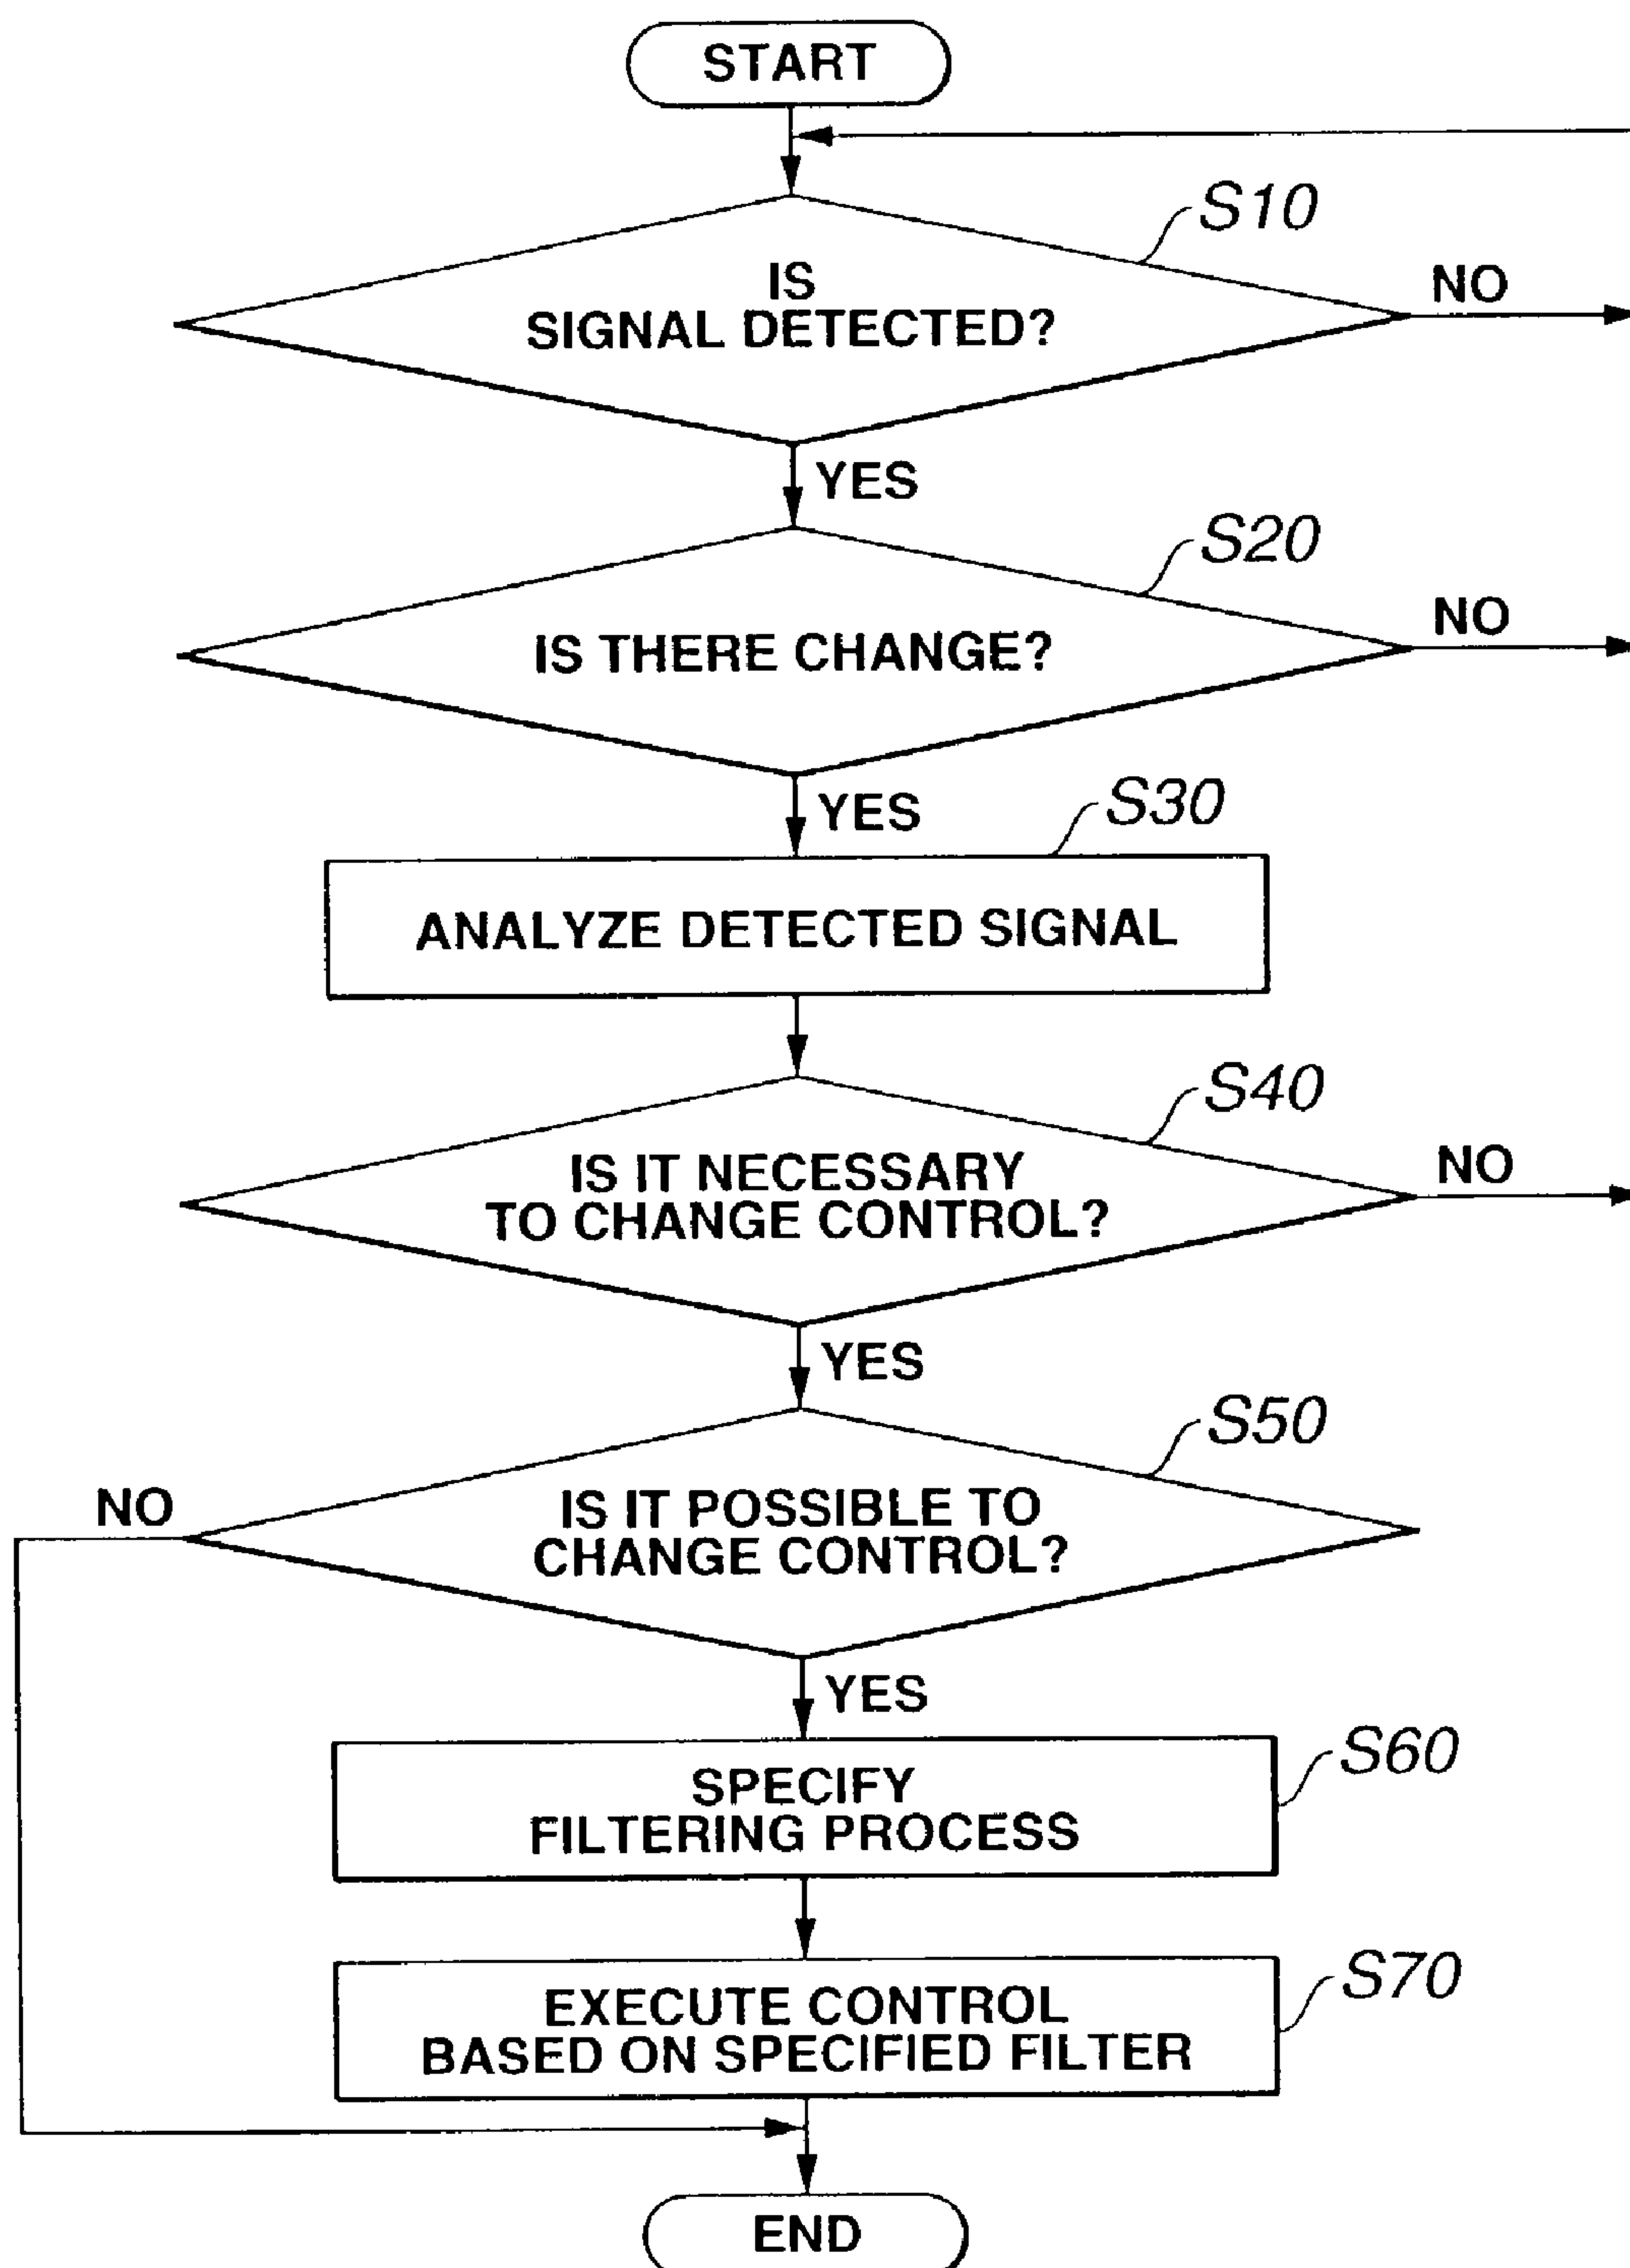 START
S10
IS
SIGNAL DETECTED?
NO
YES
S20
IS THERE CHANGE?
NO
YES
S30
ANALYZE DETECTED SIGNAL
S40
IS IT NECESSARY
TO CHANGE CONTROL?
NO
YES
S50
IS IT POSSIBLE TO
CHANGE CONTROL?
NO
YES
S60
SPECIFY
FILTERING PROCESS
S70
EXECUTE CONTROL
BASED ON SPECIFIED FILTER
END